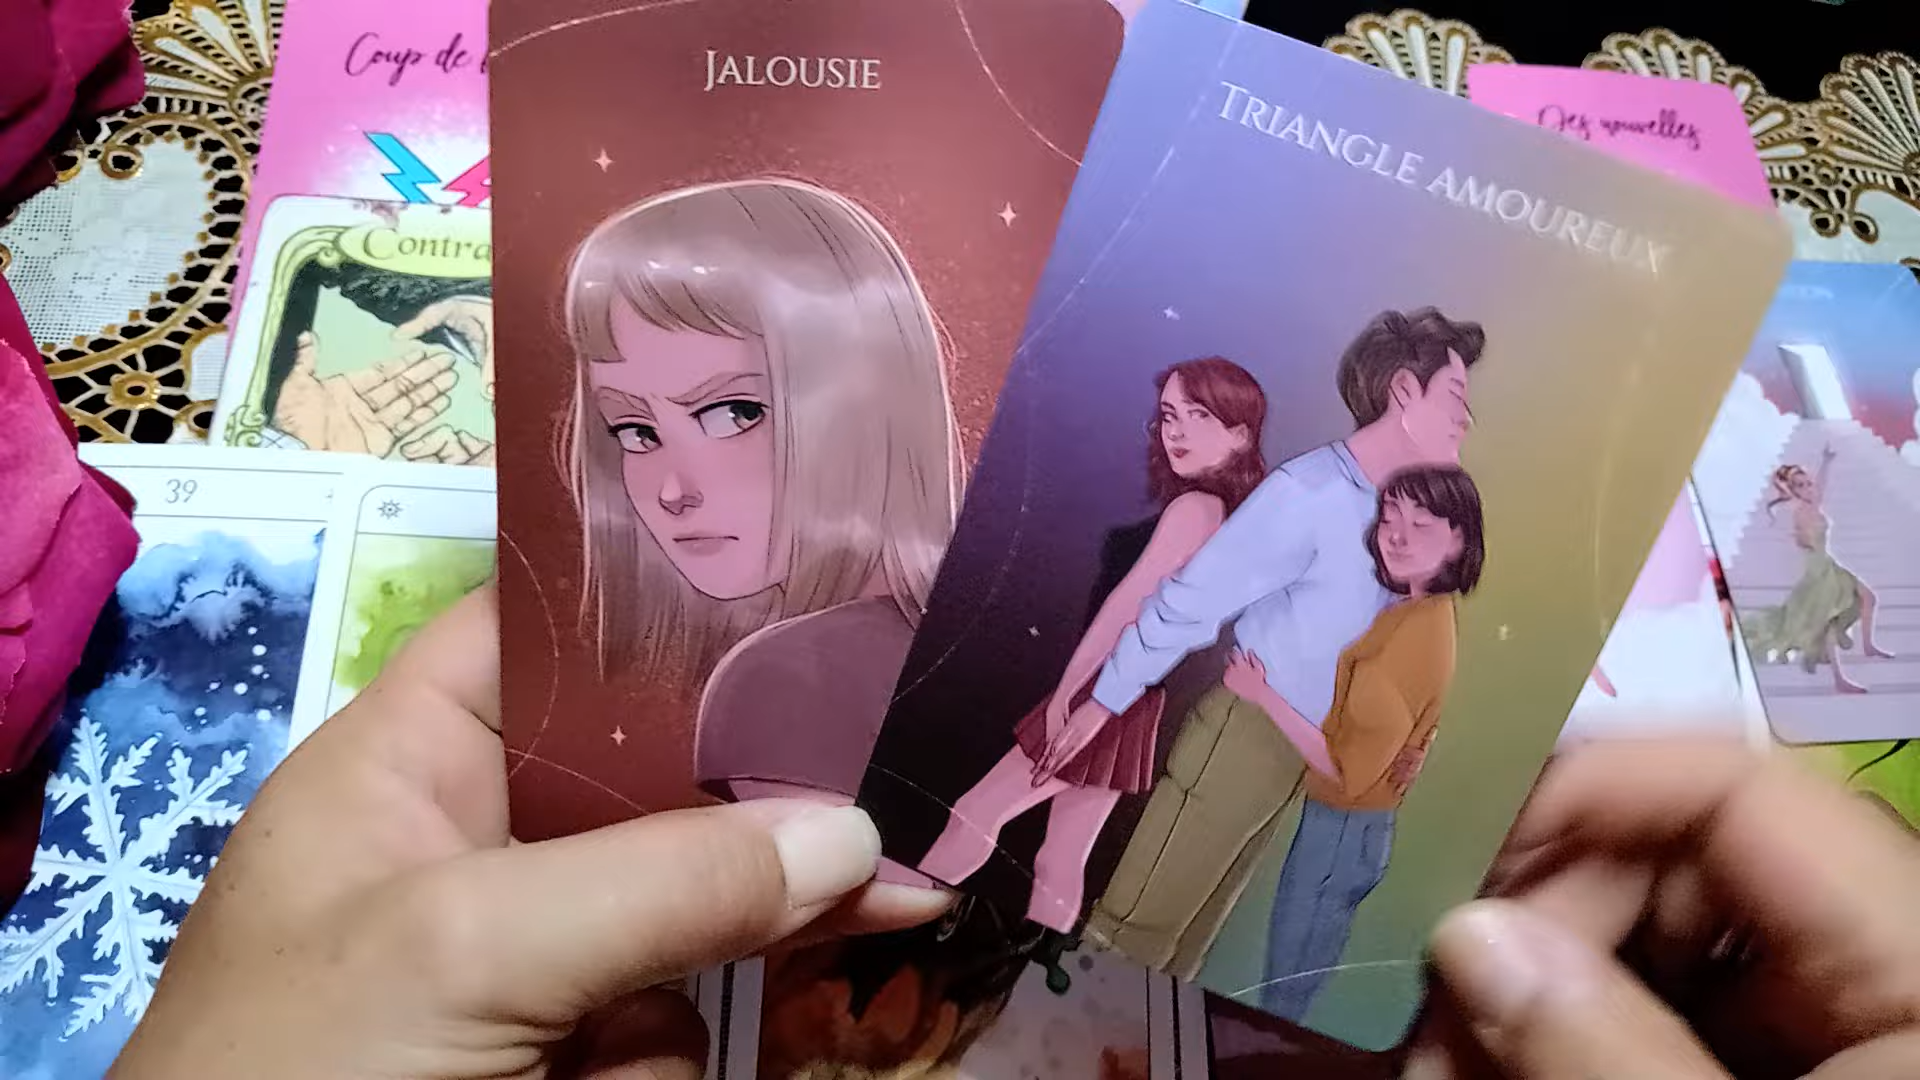 Coup de
JALOUSIE
TRIANGLE AMOUREUX
Des nouvelles
Contra
39